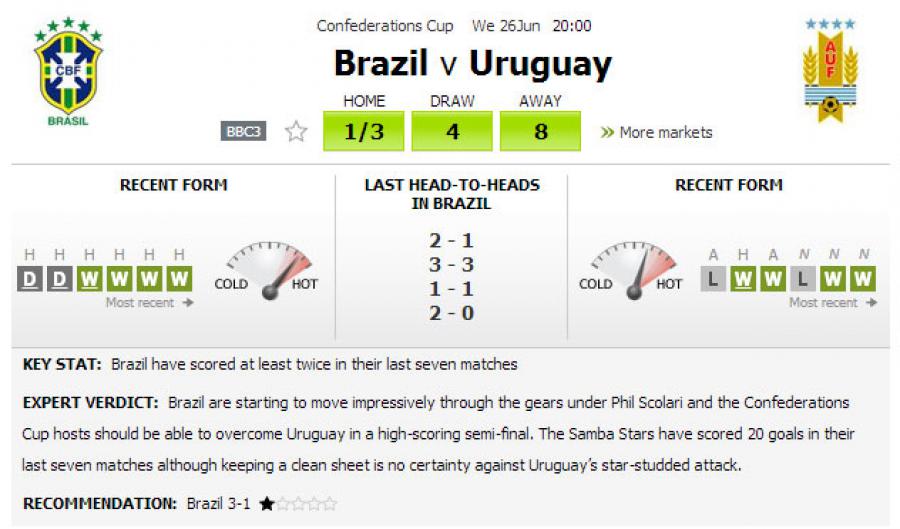 Confederations Cup We 26Jun 20:00
Brazil v Uruguay
CBF
BRASIL
AUF
HOME DRAW AWAY
BBC3 1/3 4 8 » More markets
RECENT FORM
LAST HEAD-TO-HEADS
IN BRAZIL
RECENT FORM
H H H H H H
D D W W W W
Most recent →
COLD HOT
2 - 1
3 - 3
1 - 1
2 - 0
COLD HOT
A H A N N N
L W W L W W
Most recent →
KEY STAT: Brazil have scored at least twice in their last seven matches
EXPERT VERDICT: Brazil are starting to move impressively through the gears under Phil Scolari and the Confederations
Cup hosts should be able to overcome Uruguay in a high-scoring semi-final. The Samba Stars have scored 20 goals in their
last seven matches although keeping a clean sheet is no certainty against Uruguay's star-studded attack.
RECOMMENDATION: Brazil 3-1